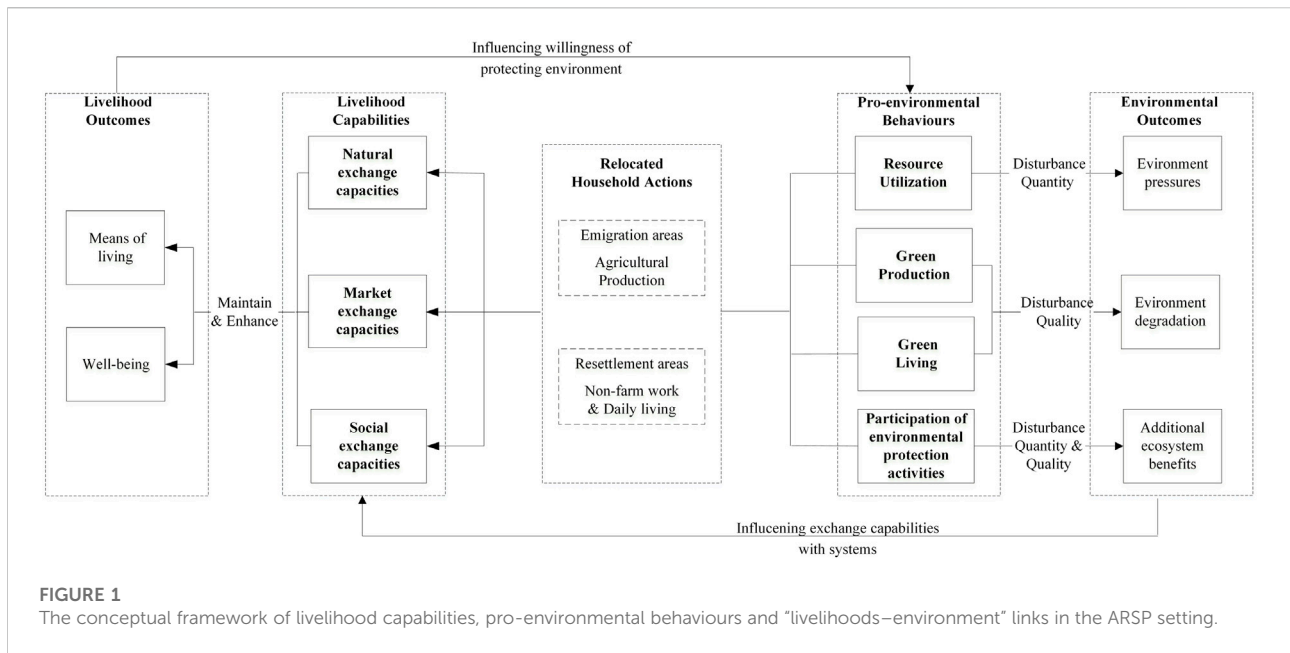 Influencing willingness of
protecting environment
Livelihood
Outcomes
Means of
living
Well-being
Maintain
& Enhance
Livelihood
Capabilities
Natural
exchange
capacities
Market
exchange
capacities
Social
exchange
capacities
Relocated
Household Actions
Emigration areas
Agricultural
Production
Resettlement areas
Non-farm work
& Daily living
Pro-environmental
Behaviours
Resource
Utilization
Green
Production
Green
Living
Participation of
environmental
protection
activities
Disturbance
Quantity
Disturbance
Quality
Disturbance
Quantity &
Quality
Environmental
Outcomes
Evironment
pressures
Evironment
degradation
Additional
ecosystem
benefits
Influcening exchange capabilities
with systems
FIGURE 1
The conceptual framework of livelihood capabilities, pro-environmental behaviours and “livelihoods–environment” links in the ARSP setting.